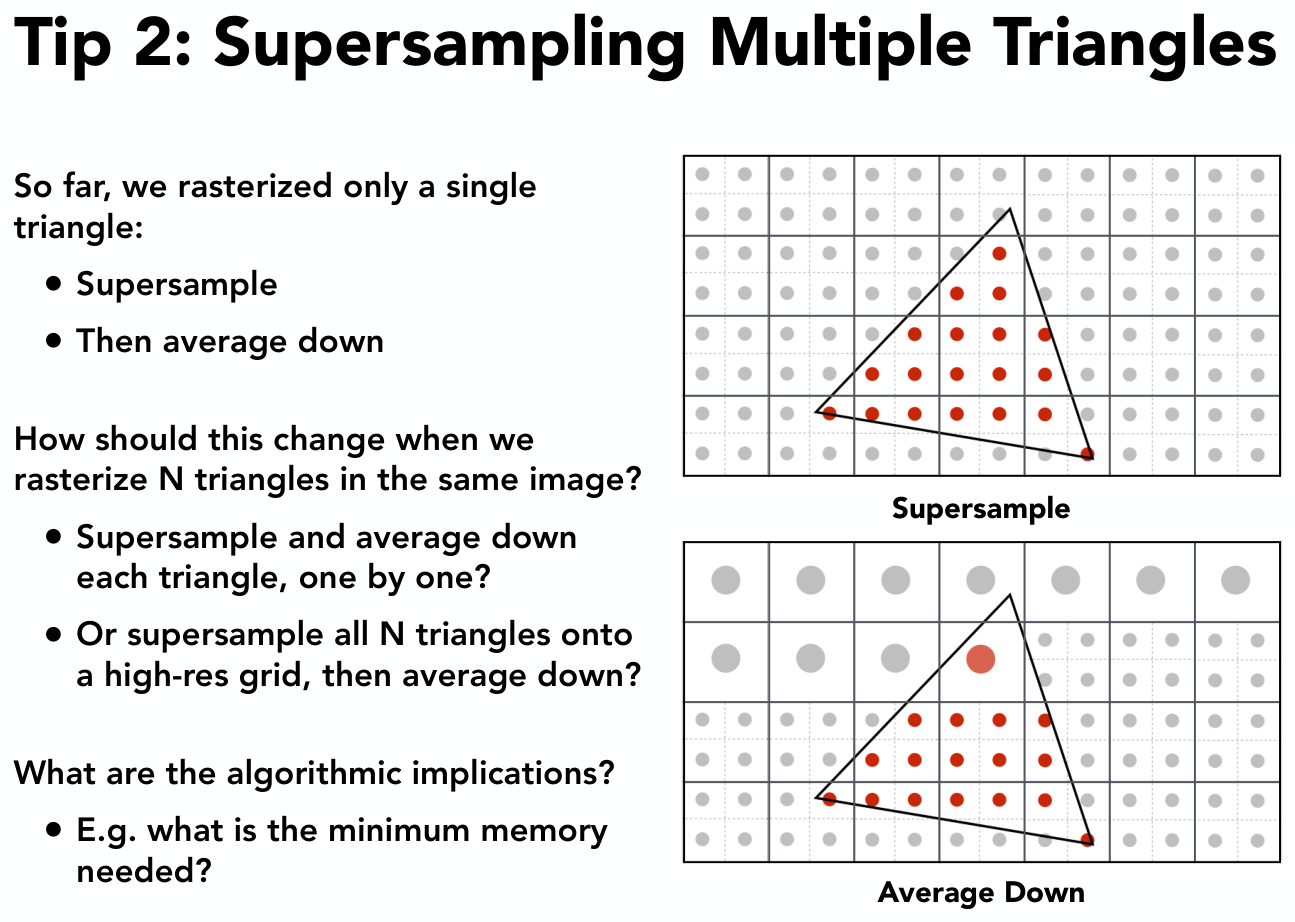 Tip 2: Supersampling Multiple Triangles
So far, we rasterized only a single
triangle:
• Supersample
• Then average down
How should this change when we
rasterize N triangles in the same image?
• Supersample and average down
each triangle, one by one?
• Or supersample all N triangles onto
a high-res grid, then average down?
What are the algorithmic implications?
• E.g. what is the minimum memory
needed?
Supersample
Average Down